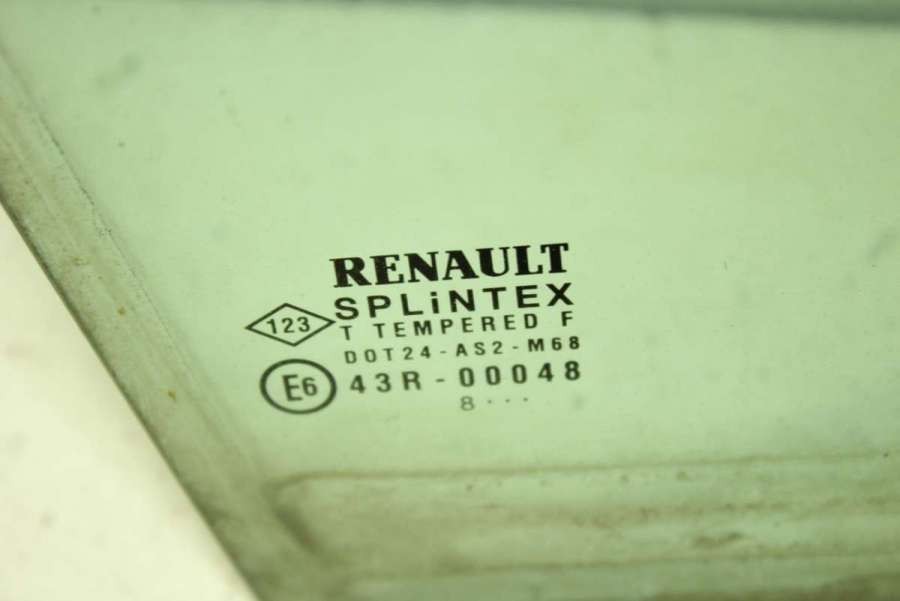 RENAULT
SPLiNTEX
123
T TEMPERED F
DOT24-AS2-M68
E6 43R-00048
8...